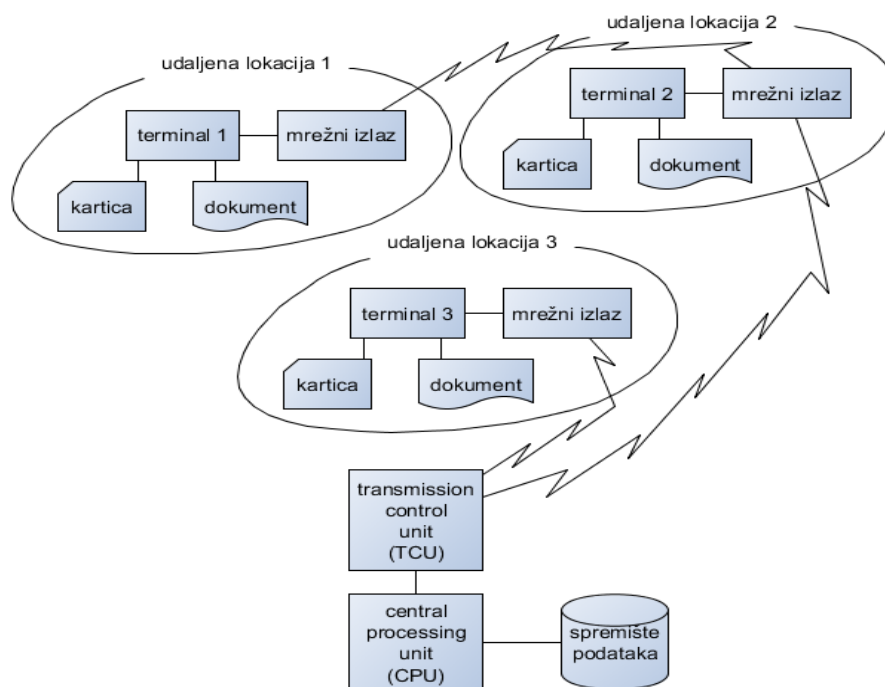 udaljena lokacija 1
terminal 1
mrežni izlaz
kartica
dokument
udaljena lokacija 2
terminal 2
mrežni izlaz
kartica
dokument
udaljena lokacija 3
terminal 3
mrežni izlaz
kartica
dokument
transmission
control
unit
(TCU)
central
processing
unit
(CPU)
spremište
podataka